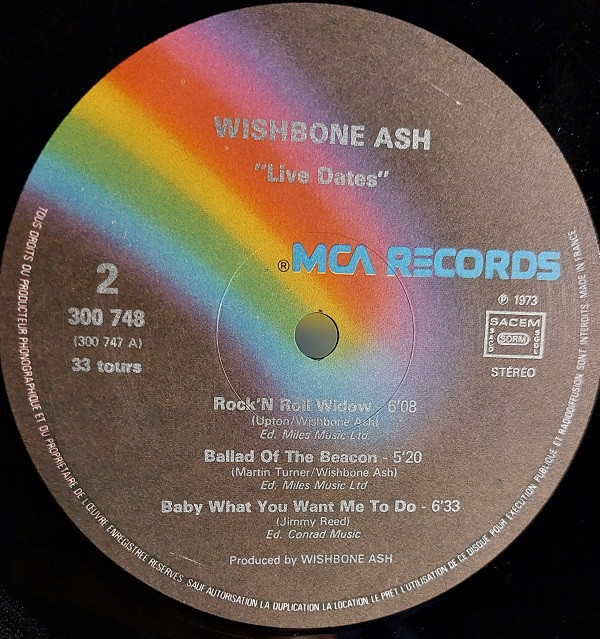 WISHBONE ASH
"Live Dates"
® MCA RECORDS
2
300 748
(300 747 A)
33 tours
℗ 1973
SACEM
SACD SDRM SGDL
STÉRÉO
Rock'N Roll Widow - 6'08
(Upton/Wishbone Ash)
Ed. Miles Music Ltd
Ballad Of The Beacon - 5'20
(Martin Turner/Wishbone Ash)
Ed. Miles Music Ltd
Baby What You Want Me To Do - 6'33
(Jimmy Reed)
Ed. Conrad Music
Produced by WISHBONE ASH
TOUS DROITS DU PRODUCTEUR PHONOGRAPHIQUE ET DU PROPRIETAIRE DE L'ŒUVRE ENREGISTREE RESERVES. SAUF AUTORISATION LA DUPLICATION LA LOCATION LE PRET L'UTILISATION DE CE DISQUE POUR EXECUTION PUBLIQUE ET RADIODIFFUSION SONT INTERDITS. MADE IN FRANCE